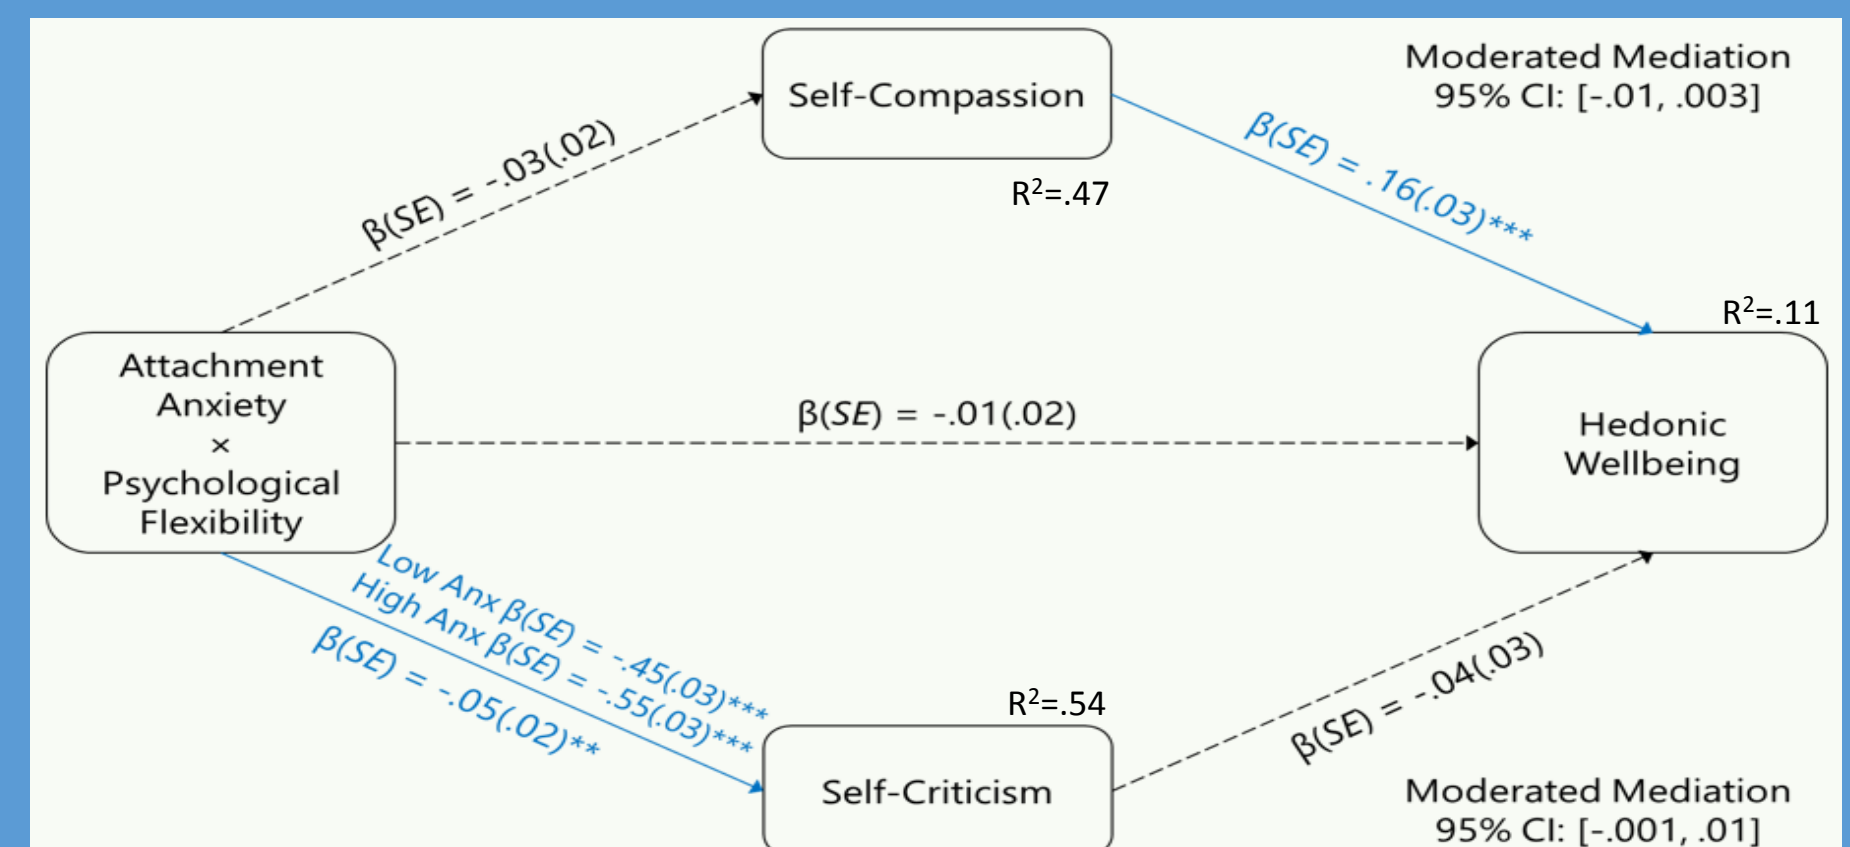 Self-Compassion
Moderated Mediation
95% CI: [-.01, .003]
β(SE) = -.03(.02)
β(SE) = .16(.03)***
R²=.47
R²=.11
Attachment
Anxiety
×
Psychological
Flexibility
β(SE) = -.01(.02)
Hedonic
Wellbeing
Low Anx β(SE) = -.45(.03)***
High Anx β(SE) = -.55(.03)***
β(SE) = -.05(.02)**
R²=.54
β(SE) = -.04(.03)
Self-Criticism
Moderated Mediation
95% CI: [-.001, .01]